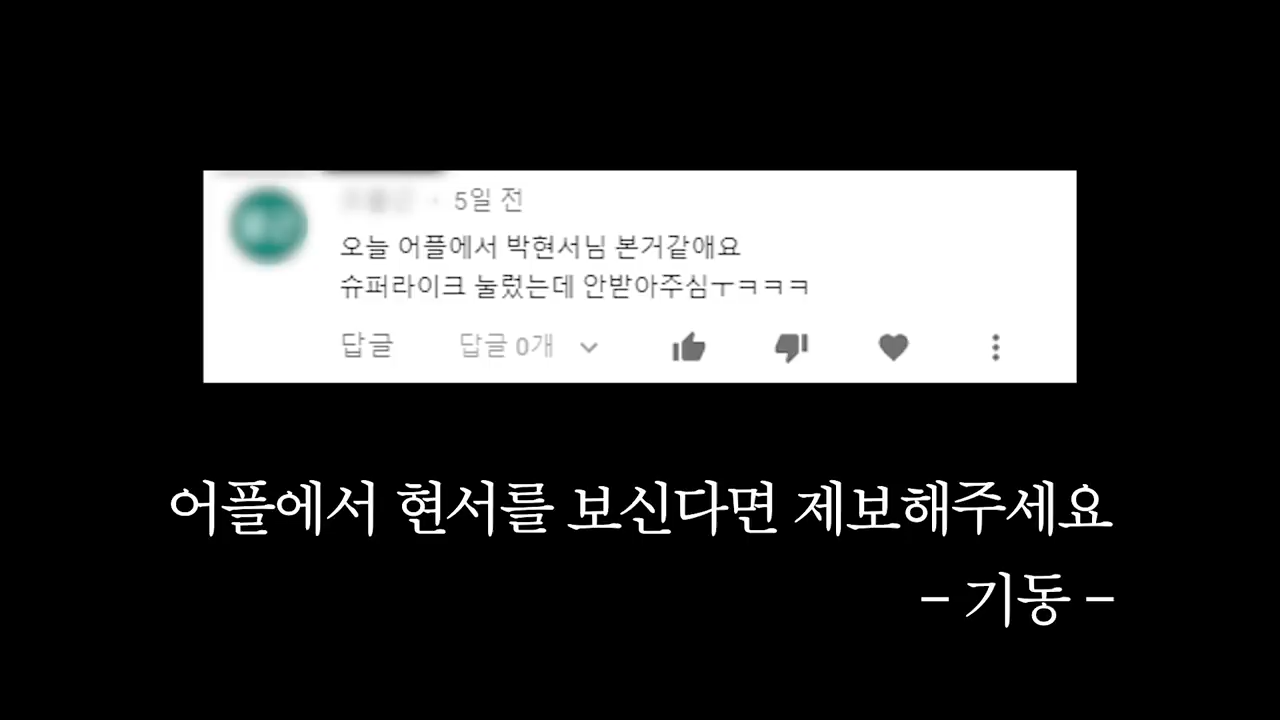 5일 전
오늘 어플에서 박현서님 본거같애요
슈퍼라이크 눌렀는데 안받아주심ㅜㅋㅋㅋ
답글 답글 0개
어플에서 현서를 보신다면 제보해주세요
- 기동 -